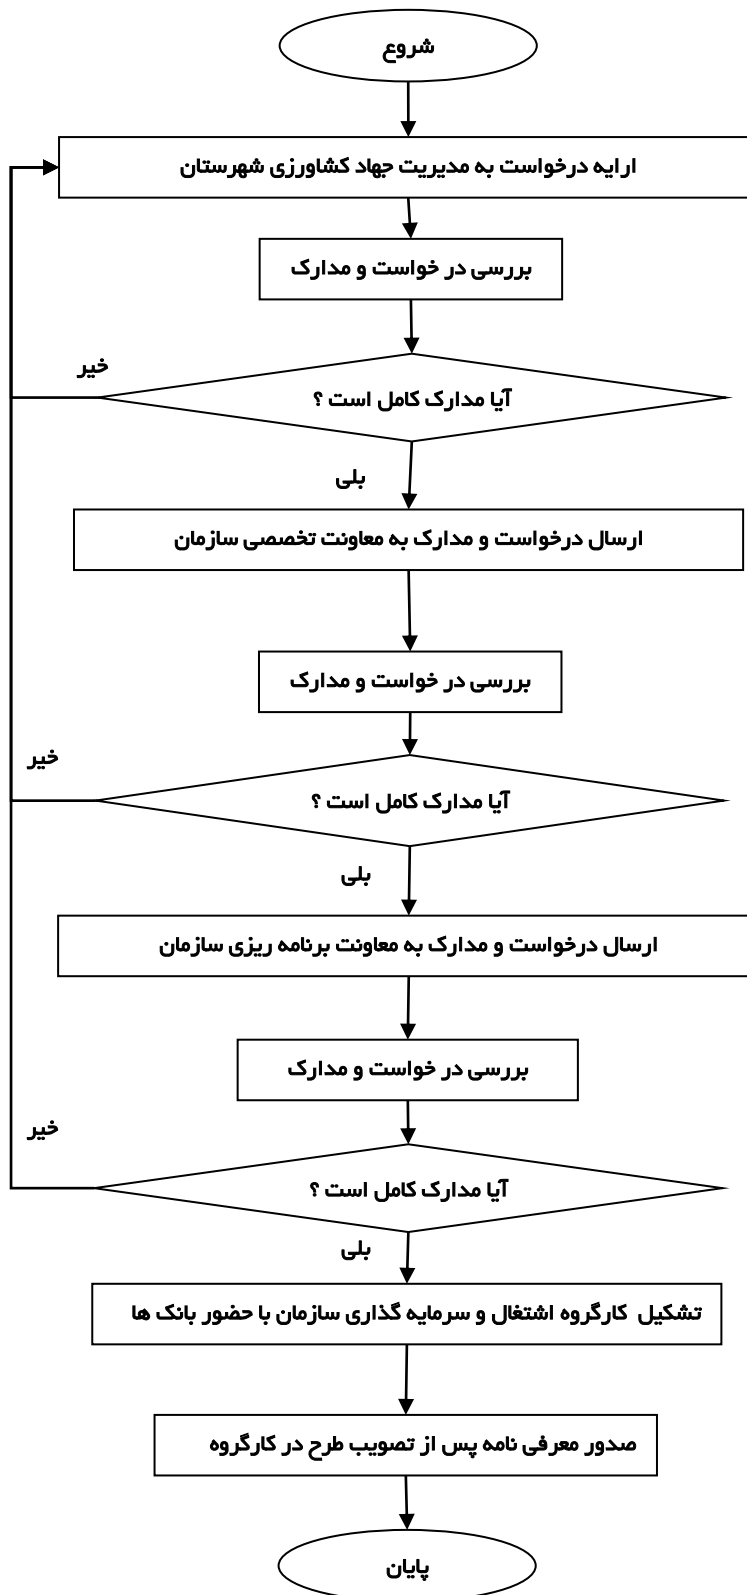 شروع
ارایه درخواست به مدیریت جهاد کشاورزی شهرستان
بررسی در خواست و مدارک
خیر
آیا مدارک کامل است ؟
بلی
ارسال درخواست و مدارک به معاونت تخصصی سازمان
بررسی در خواست و مدارک
خیر
آیا مدارک کامل است ؟
بلی
ارسال درخواست و مدارک به معاونت برنامه ریزی سازمان
بررسی در خواست و مدارک
خیر
آیا مدارک کامل است ؟
بلی
تشکیل کارگروه اشتغال و سرمایه گذاری سازمان با حضور بانک ها
صدور معرفی نامه پس از تصویب طرح در کارگروه
پایان